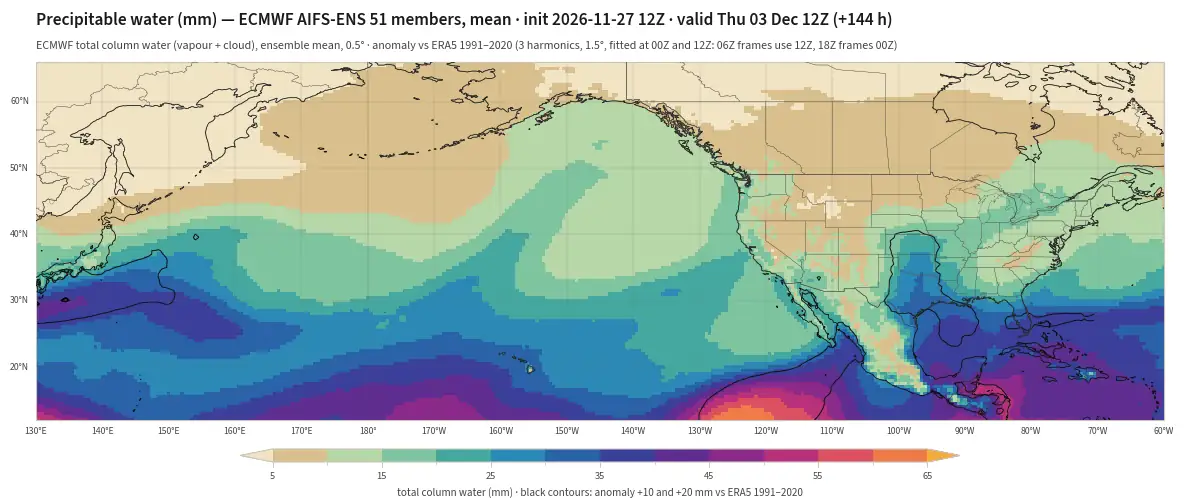 Precipitable water (mm) — ECMWF AIFS-ENS 51 members, mean · init 2026-11-27 12Z · valid Thu 03 Dec 12Z (+144 h)
ECMWF total column water (vapour + cloud), ensemble mean, 0.5° · anomaly vs ERA5 1991–2020 (3 harmonics, 1.5°, fitted at 00Z and 12Z: 06Z frames use 12Z, 18Z frames 00Z)
60°N
50°N
40°N
30°N
20°N
130°E 140°E 150°E 160°E 170°E 180° 170°W 160°W 150°W 140°W 130°W 120°W 110°W 100°W 90°W 80°W 70°W 60°W
5 15 25 35 45 55 65
total column water (mm) · black contours: anomaly +10 and +20 mm vs ERA5 1991–2020